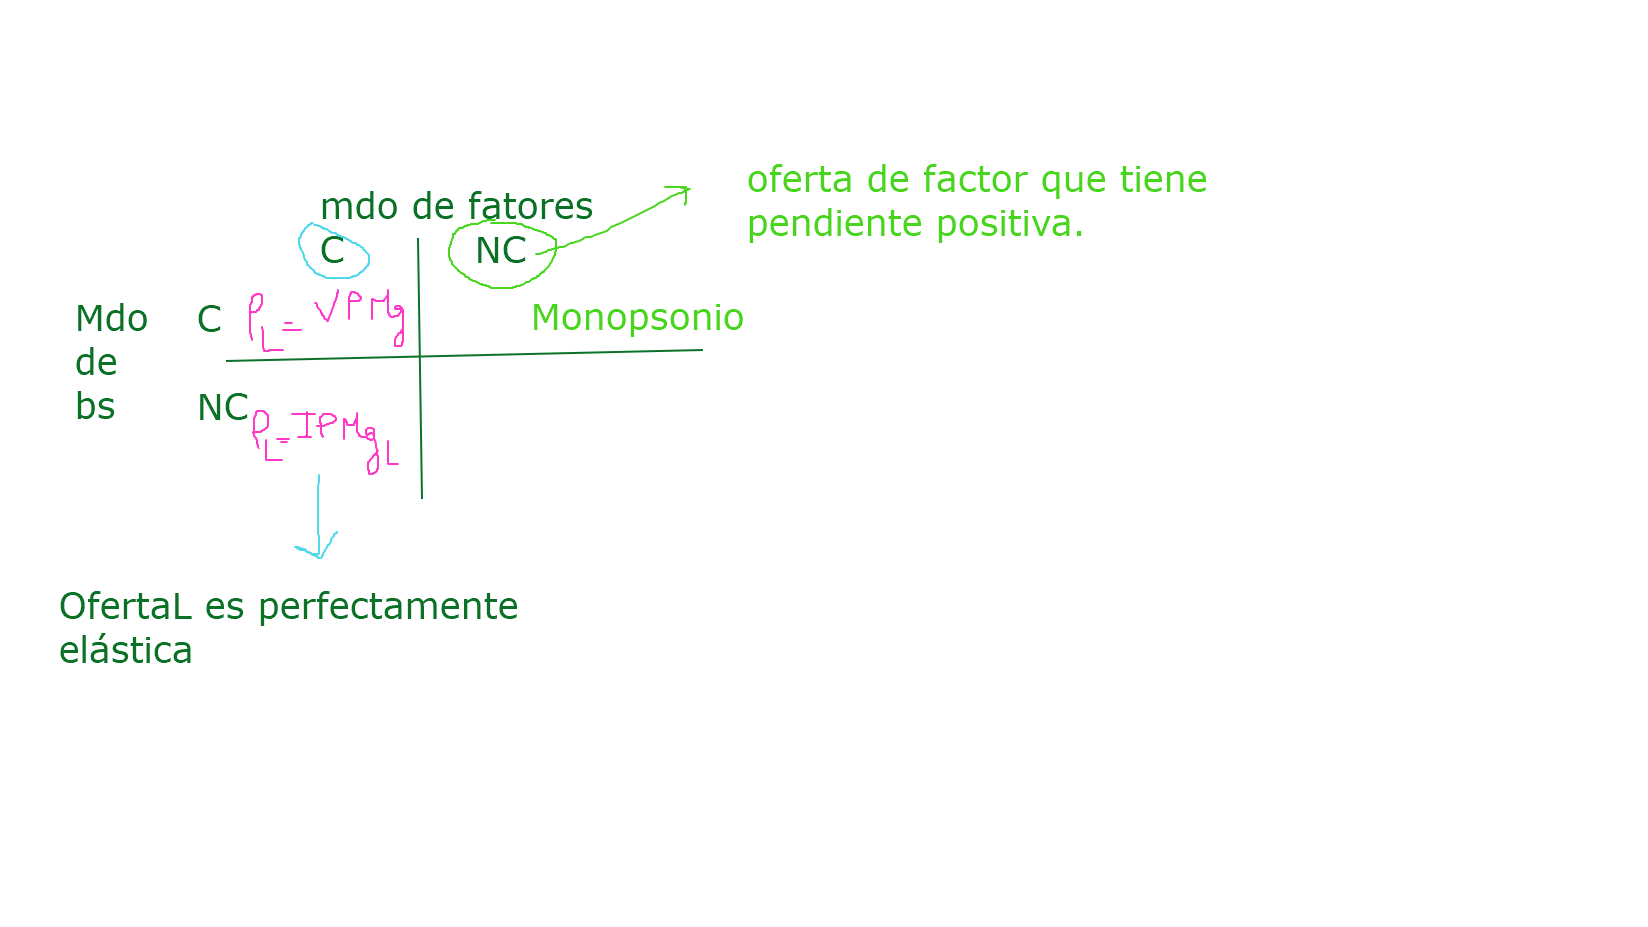 oferta de factor que tiene
pendiente positiva.
mdo de fatores
C NC
Mdo C P_L = VPMg Monopsonio
de
bs NC P_L = IPMg_L
OfertaL es perfectamente
elástica